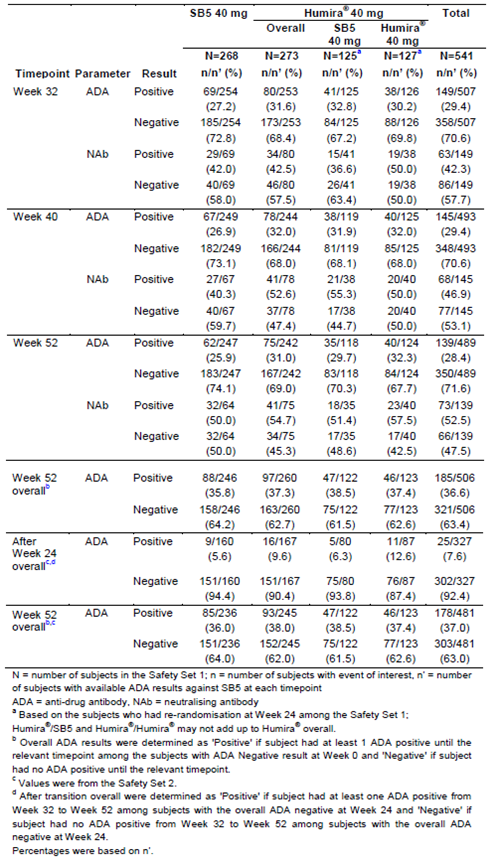 SB5 40 mg Humira® 40 mg Total
Overall SB5 40 mg Humira® 40 mg
N=268 N=273 N=125a N=127a N=541
Timepoint Parameter Result n/n' (%) n/n' (%) n/n' (%) n/n' (%) n/n' (%)
Week 32 ADA Positive 69/254 80/253 41/125 38/126 149/507
(27.2) (31.6) (32.8) (30.2) (29.4)
Negative 185/254 173/253 84/125 88/126 358/507
(72.8) (68.4) (67.2) (69.8) (70.6)
NAb Positive 29/69 34/80 15/41 19/38 63/149
(42.0) (42.5) (36.6) (50.0) (42.3)
Negative 40/69 46/80 26/41 19/38 86/149
(58.0) (57.5) (63.4) (50.0) (57.7)
Week 40 ADA Positive 67/249 78/244 38/119 40/125 145/493
(26.9) (32.0) (31.9) (32.0) (29.4)
Negative 182/249 166/244 81/119 85/125 348/493
(73.1) (68.0) (68.1) (68.0) (70.6)
NAb Positive 27/67 41/78 21/38 20/40 68/145
(40.3) (52.6) (55.3) (50.0) (46.9)
Negative 40/67 37/78 17/38 20/40 77/145
(59.7) (47.4) (44.7) (50.0) (53.1)
Week 52 ADA Positive 62/247 75/242 35/118 40/124 139/489
(25.9) (31.0) (29.7) (32.3) (28.4)
Negative 183/247 167/242 83/118 84/124 350/489
(74.1) (69.0) (70.3) (67.7) (71.6)
NAb Positive 32/64 41/75 18/35 23/40 73/139
(50.0) (54.7) (51.4) (57.5) (52.5)
Negative 32/64 34/75 17/35 17/40 66/139
(50.0) (45.3) (48.6) (42.5) (47.5)
Week 52 ADA Positive 88/246 97/260 47/122 46/123 185/506
overallb (35.8) (37.3) (38.5) (37.4) (36.6)
Negative 158/246 163/260 75/122 77/123 321/506
(64.2) (62.7) (61.5) (62.6) (63.4)
After ADA Positive 9/160 16/167 5/80 11/87 25/327
Week 24 (5.6) (9.6) (6.3) (12.6) (7.6)
overallc,d Negative 151/160 151/167 75/80 76/87 302/327
(94.4) (90.4) (93.8) (87.4) (92.4)
Week 52 ADA Positive 85/236 93/245 47/122 46/123 178/481
overallb,c (36.0) (38.0) (38.5) (37.4) (37.0)
Negative 151/236 152/245 75/122 77/123 303/481
(64.0) (62.0) (61.5) (62.6) (63.0)
N = number of subjects in the Safety Set 1; n = number of subjects with event of interest, n' = number
of subjects with available ADA results against SB5 at each timepoint
ADA = anti-drug antibody, NAb = neutralising antibody
a Based on the subjects who had re-randomisation at Week 24 among the Safety Set 1;
Humira®/SB5 and Humira®/Humira® may not add up to Humira® overall.
b Overall ADA results were determined as 'Positive' if subject had at least 1 ADA positive until the
relevant timepoint among the subjects with ADA Negative result at Week 0 and 'Negative' if subject
had no ADA positive until the relevant timepoint.
c Values were from the Safety Set 2.
d After transition overall were determined as 'Positive' if subject had at least one ADA positive from
Week 32 to Week 52 among subjects with the overall ADA negative at Week 24 and 'Negative' if
subject had no ADA positive from Week 32 to Week 52 among subjects with the overall ADA
negative at Week 24.
Percentages were based on n'.